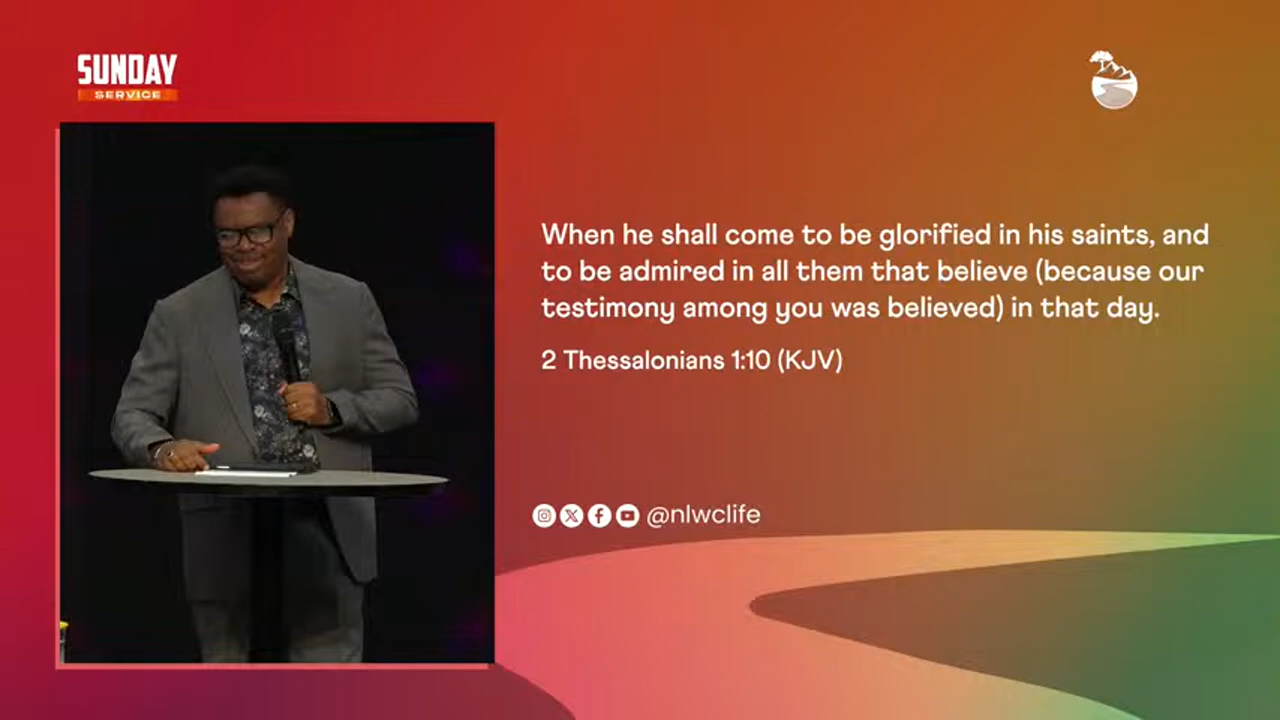 SUNDAY
SERVICE
When he shall come to be glorified in his saints, and
to be admired in all them that believe (because our
testimony among you was believed) in that day.
2 Thessalonians 1:10 (KJV)
@nlwclife